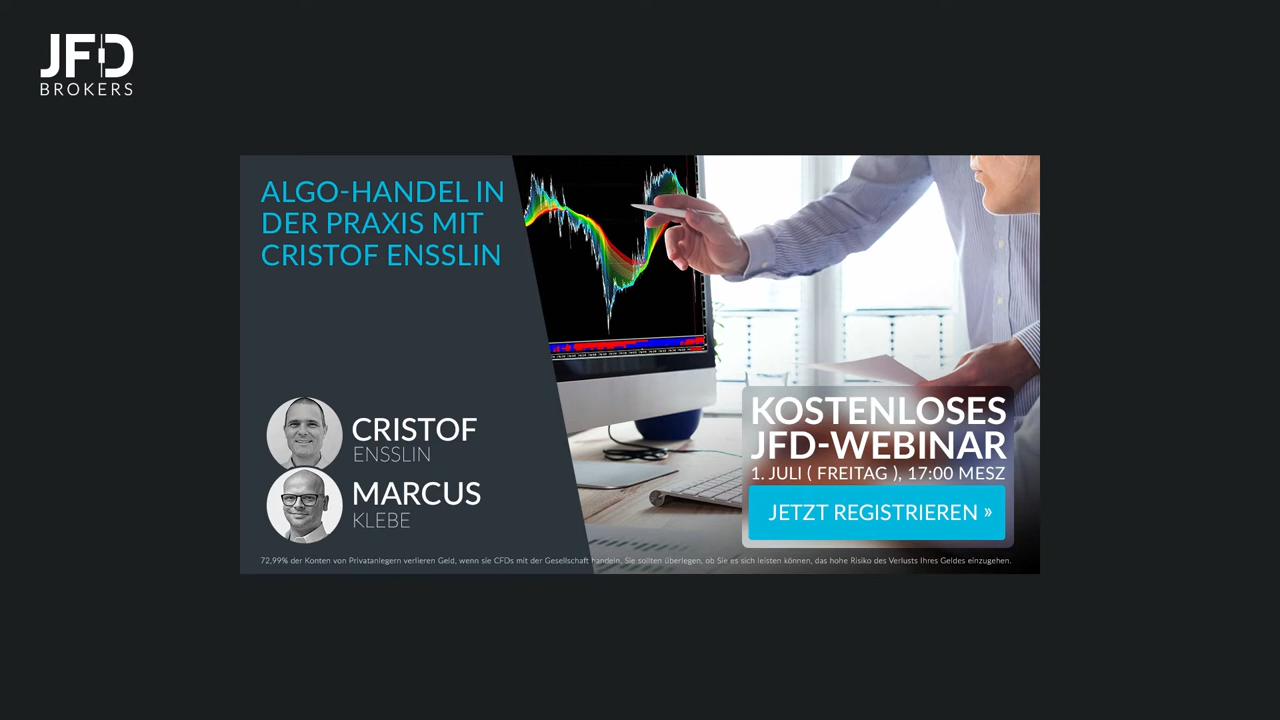 JFD
BROKERS
ALGO-HANDEL IN
DER PRAXIS MIT
CRISTOF ENSSLIN
CRISTOF
ENSSLIN
MARCUS
KLEBE
KOSTENLOSES
JFD-WEBINAR
1. JULI ( FREITAG ), 17:00 MESZ
JETZT REGISTRIEREN »
72,99% der Konten von Privatanlegern verlieren Geld, wenn sie CFDs mit der Gesellschaft handeln. Sie sollten überlegen, ob Sie es sich leisten können, das hohe Risiko des Verlusts Ihres Geldes einzugehen.